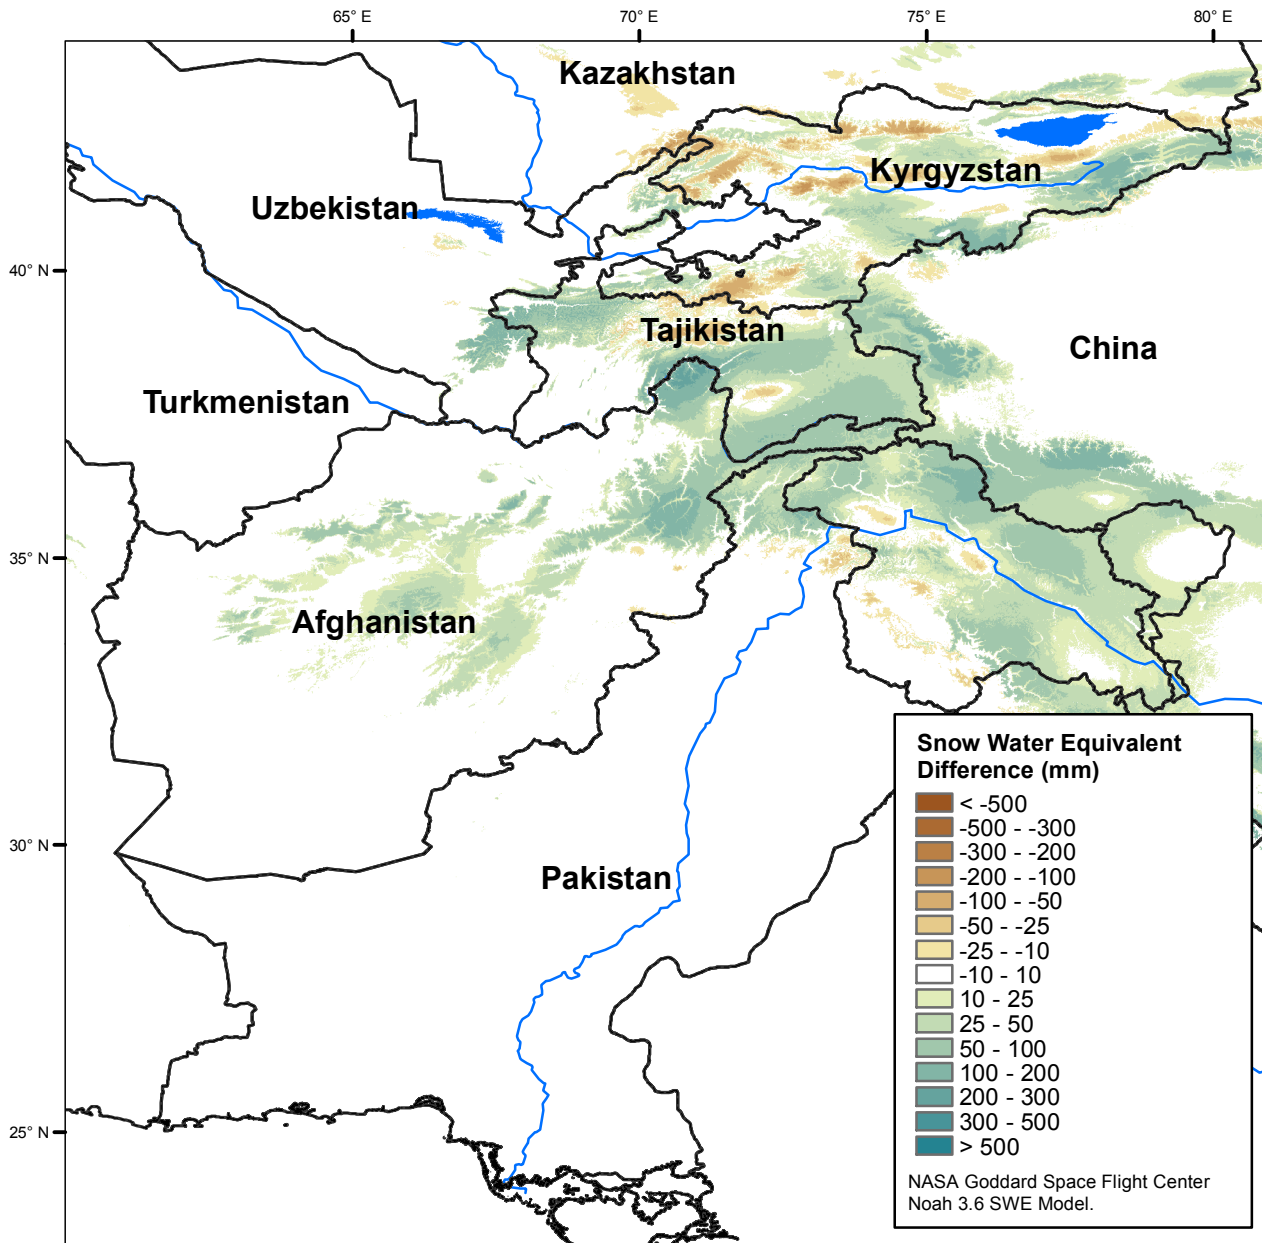 65° E
70° E
75° E
80° E
Kazakhstan
Kyrgyzstan
Uzbekistan
40° N
Tajikistan
China
Turkmenistan
35° N
Afghanistan
30° N
Pakistan
25° N
Snow Water Equivalent
Difference (mm)
< -500
-500 - -300
-300 - -200
-200 - -100
-100 - -50
-50 - -25
-25 - -10
-10 - 10
10 - 25
25 - 50
50 - 100
100 - 200
200 - 300
300 - 500
> 500
NASA Goddard Space Flight Center
Noah 3.6 SWE Model.